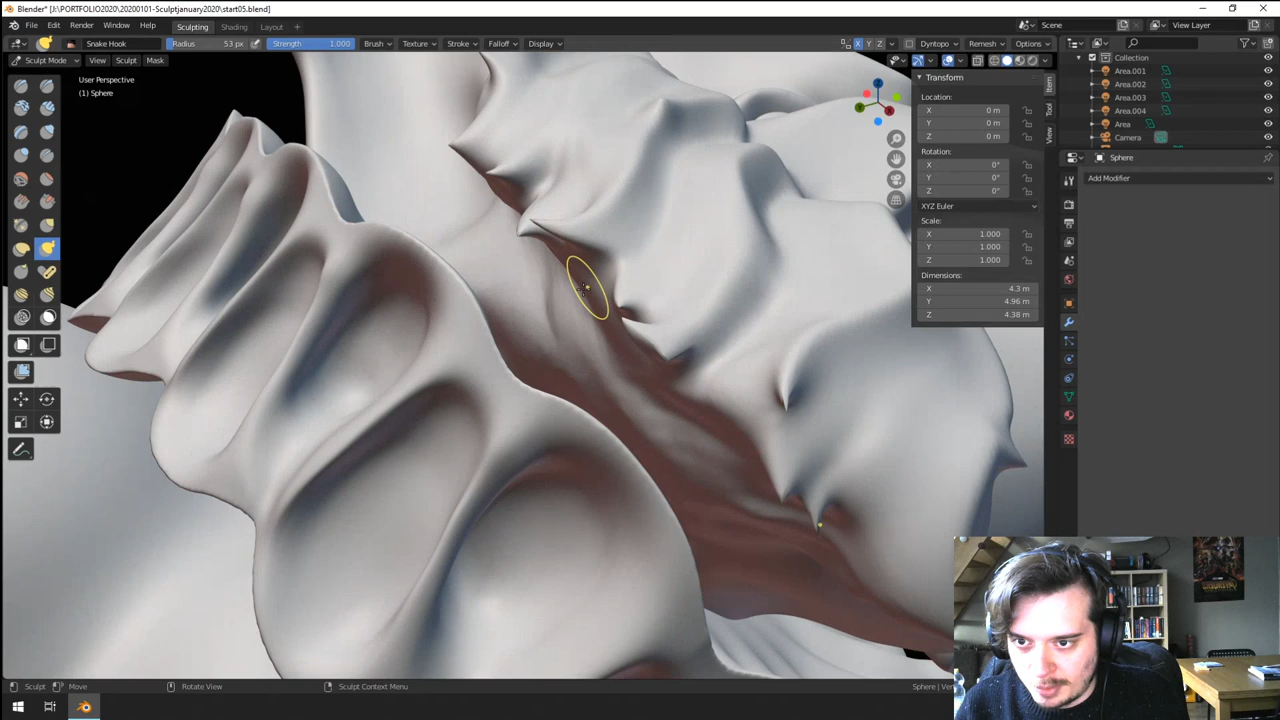 Blender* [J:\PORTFOLIO2020\20200101-Sculptjanuary2020\start05.blend]
File Edit Render Window Help Sculpting Shading Layout + Scene View Layer
Snake Hook Radius 53 px Strength 1.000 Brush Texture Stroke Falloff Display X Y Z Dyntopo Remesh Options
Sculpt Mode View Sculpt Mask
User Perspective
(1) Sphere
Collection
Area.001
Area.002
Area.003
Area.004
Area
Camera
Transform
Location:
X 0 m
Y 0 m
Z 0 m
Rotation:
X 0°
Y 0°
Z 0°
XYZ Euler
Scale:
X 1.000
Y 1.000
Z 1.000
Dimensions:
X 4.3 m
Y 4.96 m
Z 4.38 m
Item
Tool
View
Sphere
Add Modifier
Sculpt Move Rotate View Sculpt Context Menu Sphere | Ver